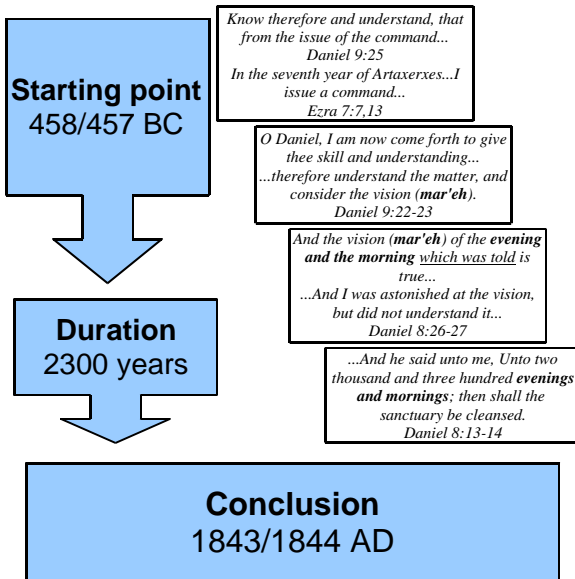 Starting point
458/457 BC
Know therefore and understand, that
from the issue of the command...
Daniel 9:25
In the seventh year of Artaxerxes...I
issue a command...
Ezra 7:7,13
O Daniel, I am now come forth to give
thee skill and understanding...
...therefore understand the matter, and
consider the vision (mar'eh).
Daniel 9:22-23
And the vision (mar'eh) of the evening
and the morning which was told is
true...
...And I was astonished at the vision,
but did not understand it...
Daniel 8:26-27
Duration
2300 years
...And he said unto me, Unto two
thousand and three hundred evenings
and mornings; then shall the
sanctuary be cleansed.
Daniel 8:13-14
Conclusion
1843/1844 AD